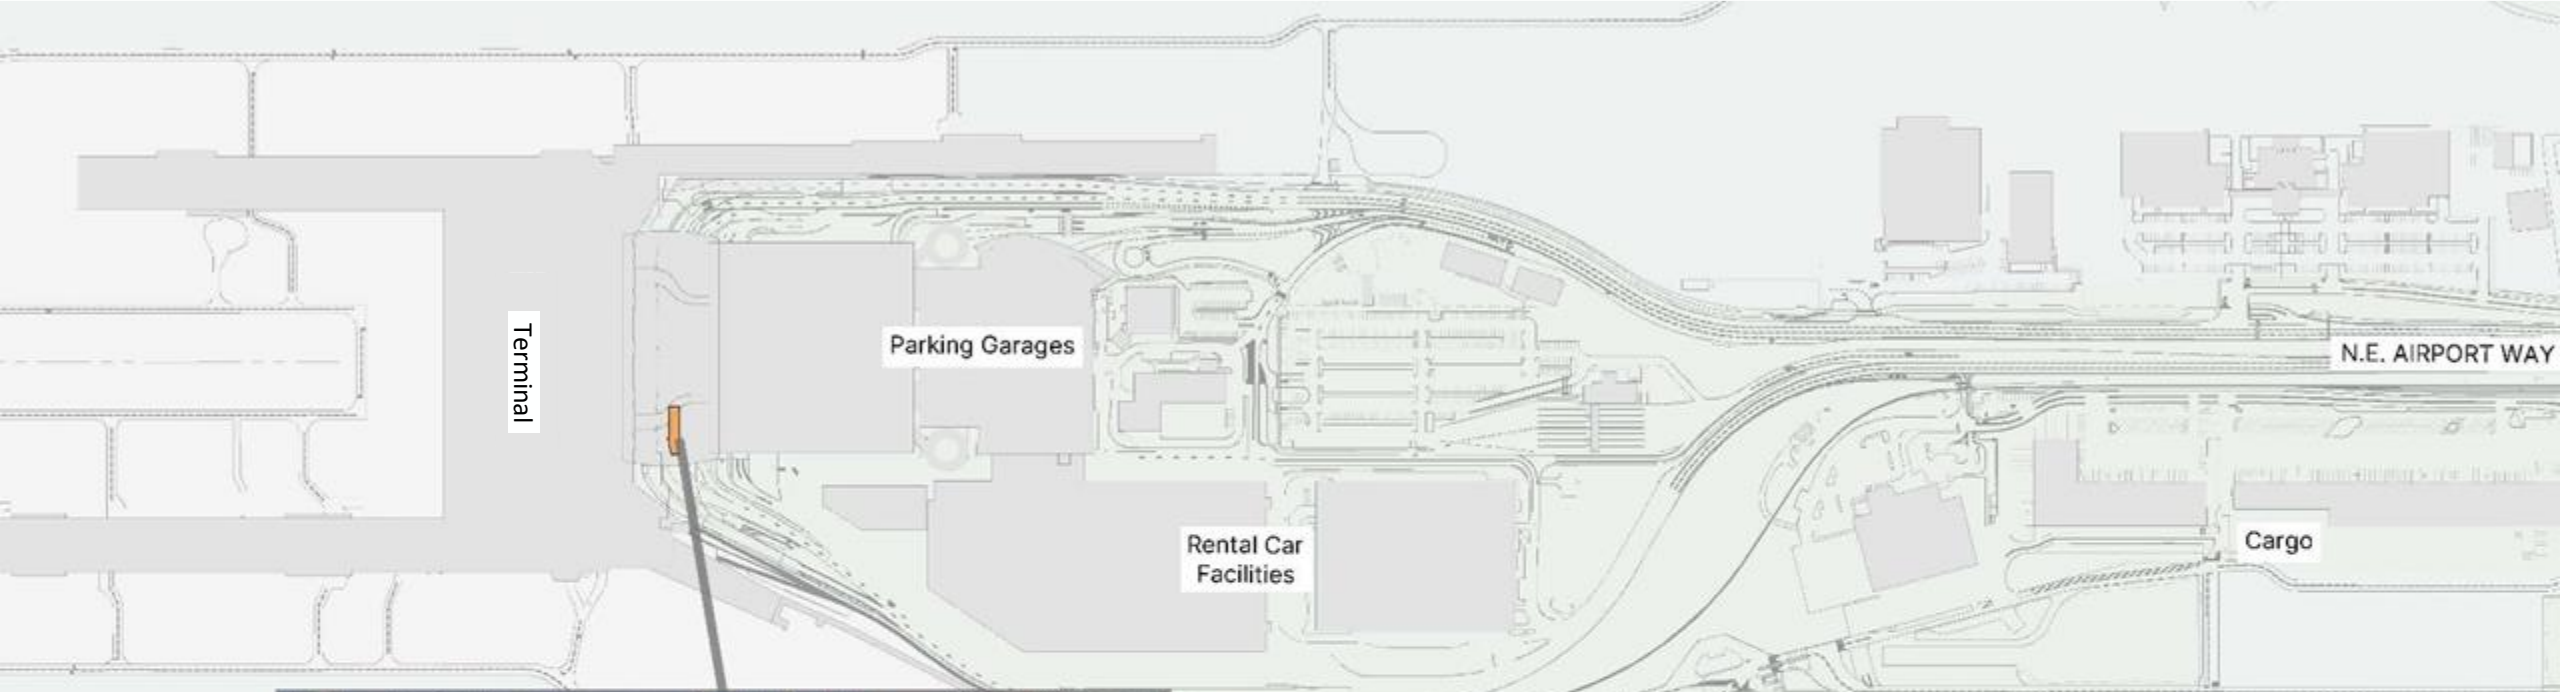 Terminal
Parking Garages
N.E. AIRPORT WAY
Rental Car
Facilities
Cargo